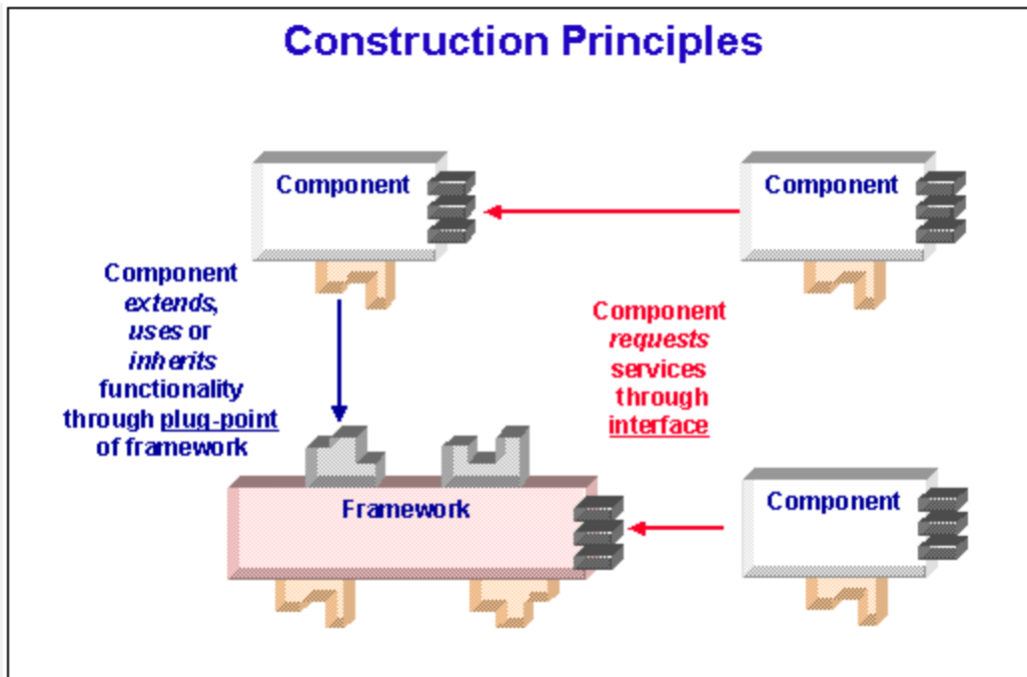 Construction Principles
Component
Component
Component
extends,
uses or
inherits
functionality
through plug-point
of framework
Component
requests
services
through
interface
Framework
Component